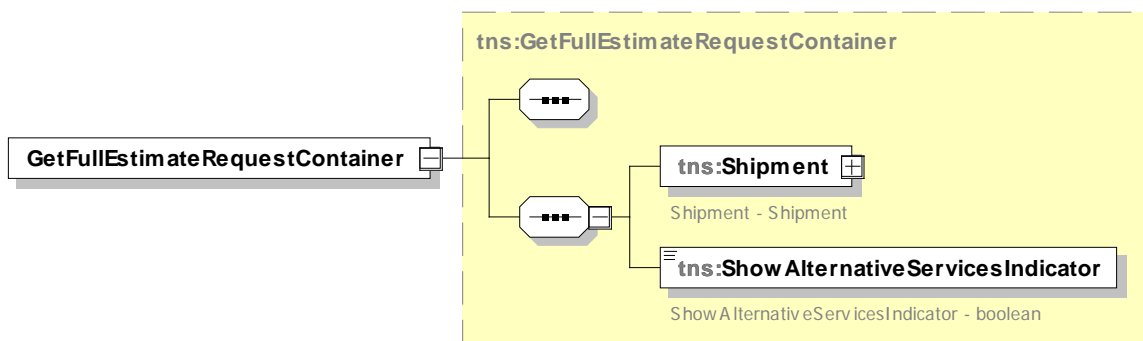 tns:GetFullEstimateRequestContainer
GetFullEstimateRequestContainer
tns:Shipment
Shipment - Shipment
tns:ShowAlternativeServicesIndicator
ShowAlternativeServicesIndicator - boolean